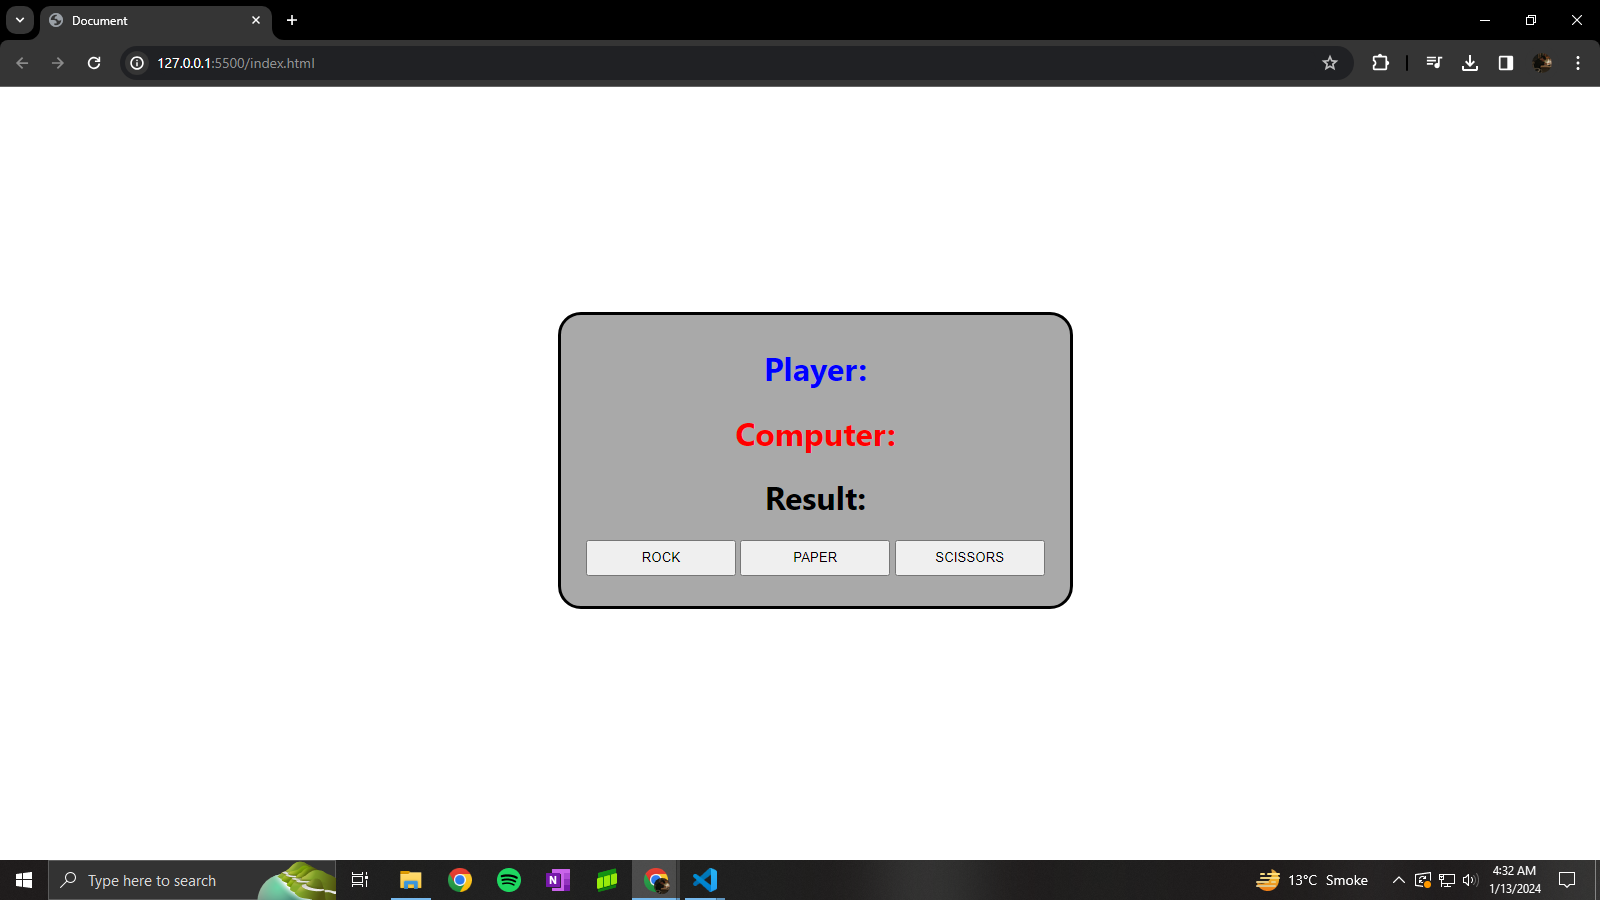 Document
127.0.0.1:5500/index.html
Player:
Computer:
Result:
ROCK PAPER SCISSORS
Type here to search
N
13°C Smoke
4:32 AM
1/13/2024